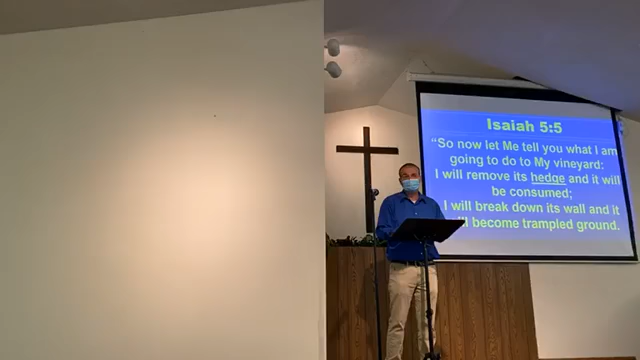 Isaiah 5:5
“So now let Me tell you what I am
going to do to My vineyard:
I will remove its hedge and it will
be consumed;
I will break down its wall and it
become trampled ground.